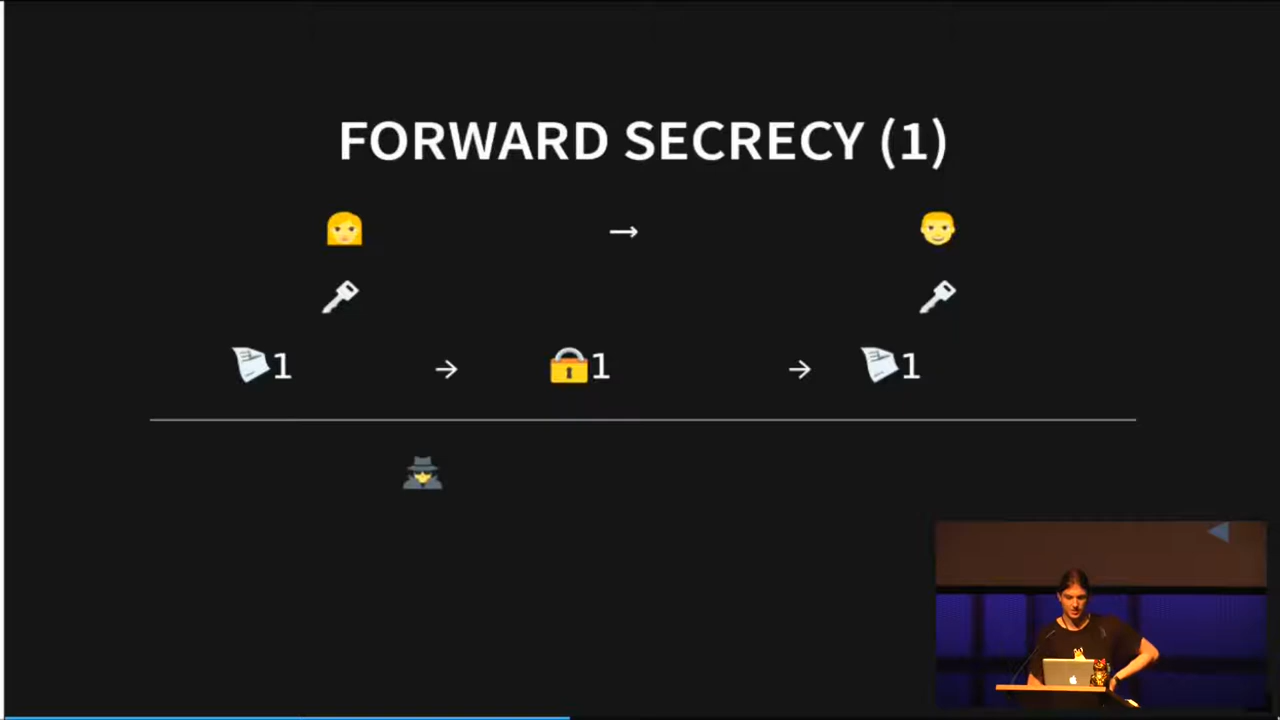 FORWARD SECRECY (1)
→
1 → 1 → 1